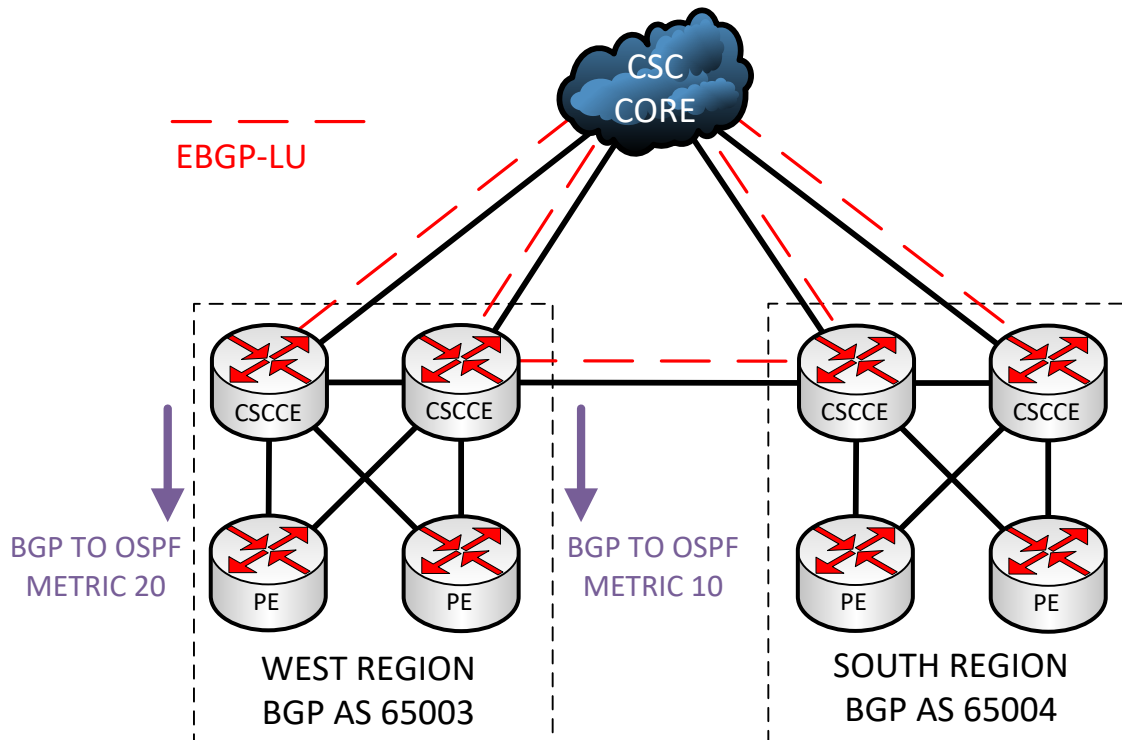 CSC
CORE
EBGP-LU
CSCCE
CSCCE
CSCCE
CSCCE
BGP TO OSPF
METRIC 20
BGP TO OSPF
METRIC 10
PE
PE
PE
PE
WEST REGION
BGP AS 65003
SOUTH REGION
BGP AS 65004